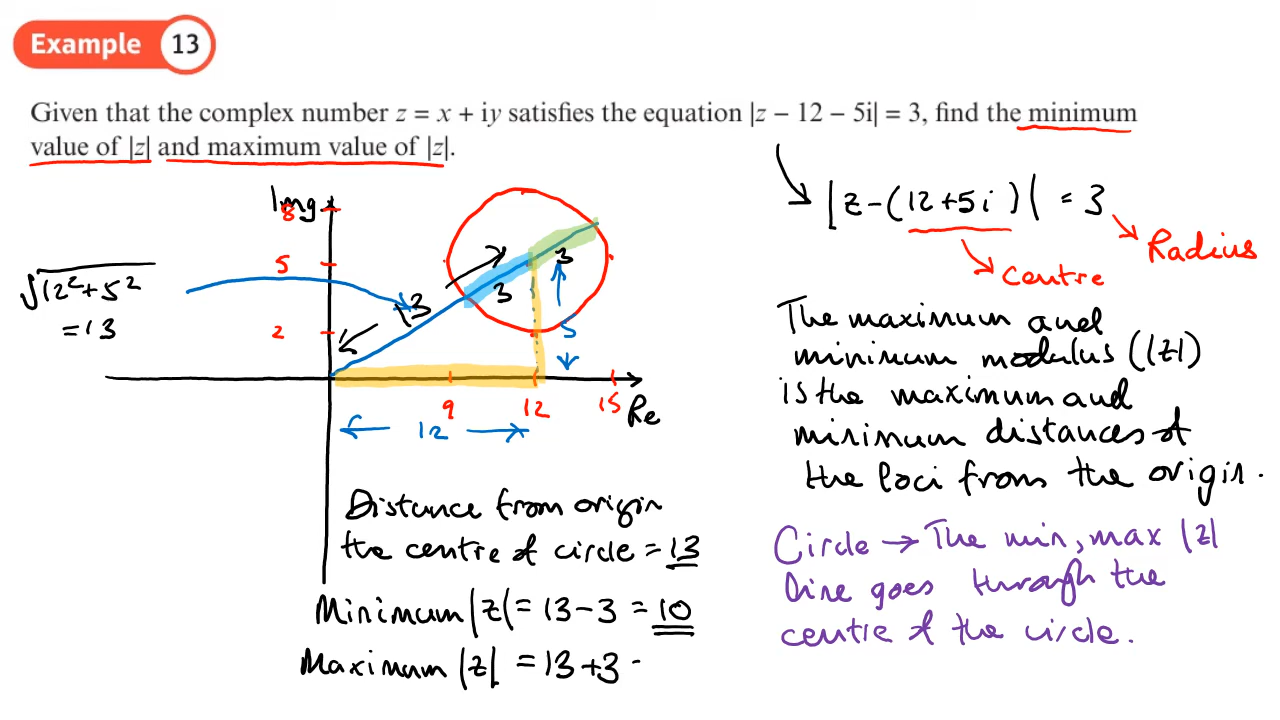 Example 13
Given that the complex number z = x + iy satisfies the equation |z − 12 − 5i| = 3, find the minimum
value of |z| and maximum value of |z|.
|z-(12+5i)| = 3
Radius
centre
Img
8
5
2
√12²+5²
=13
13
3
3
5
9
12
15
Re
12
The maximum and
minimum modulus (|z|)
is the maximum and
minimum distances of
the loci from the origin.
Distance from origin
the centre of circle = 13
Minimum |z| = 13-3 = 10
Maximum |z| = 13+3 -
Circle → The min, max |z|
line goes through the
centre of the circle.